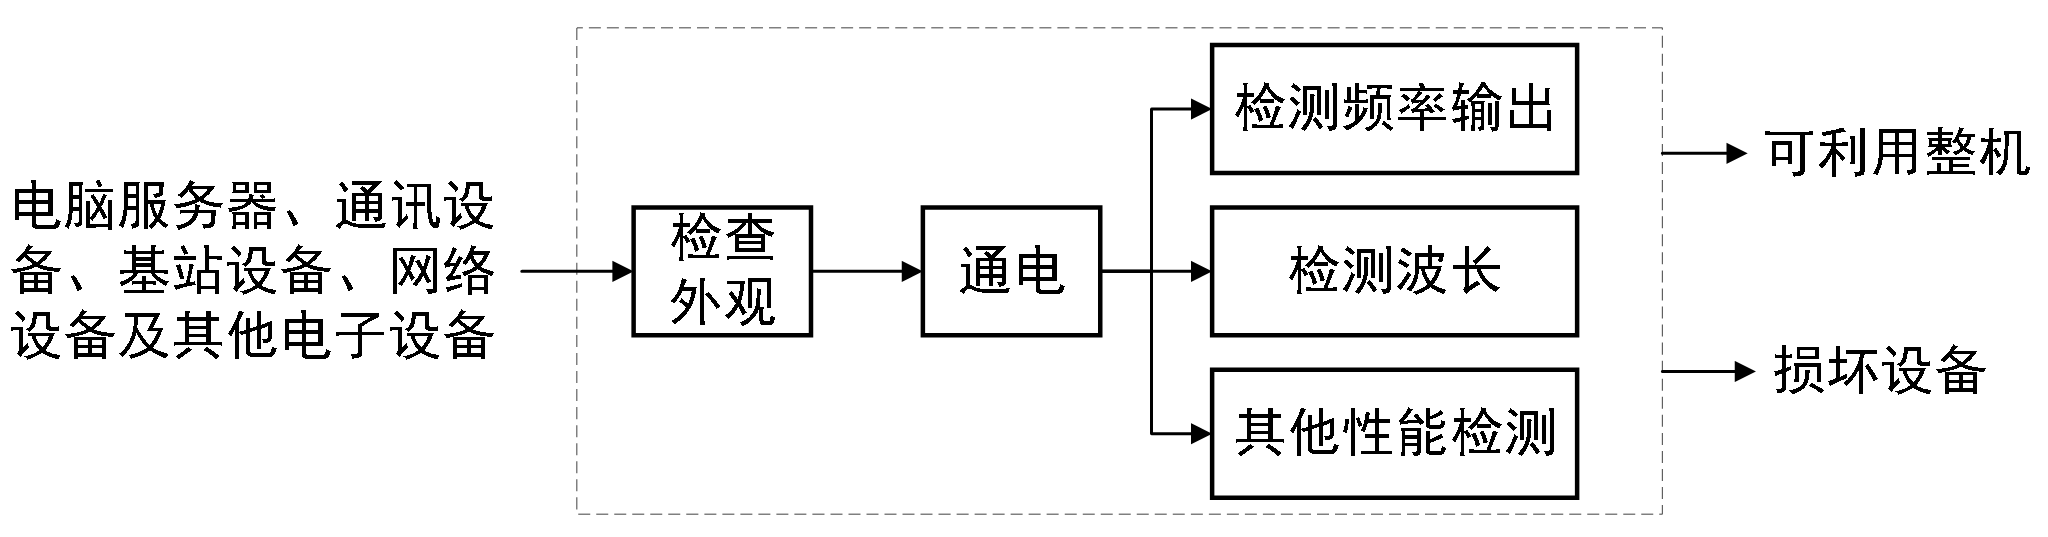 电脑服务器、通讯设
备、基站设备、网络
设备及其他电子设备
检查
外观
通电
检测频率输出
检测波长
其他性能检测
可利用整机
损坏设备